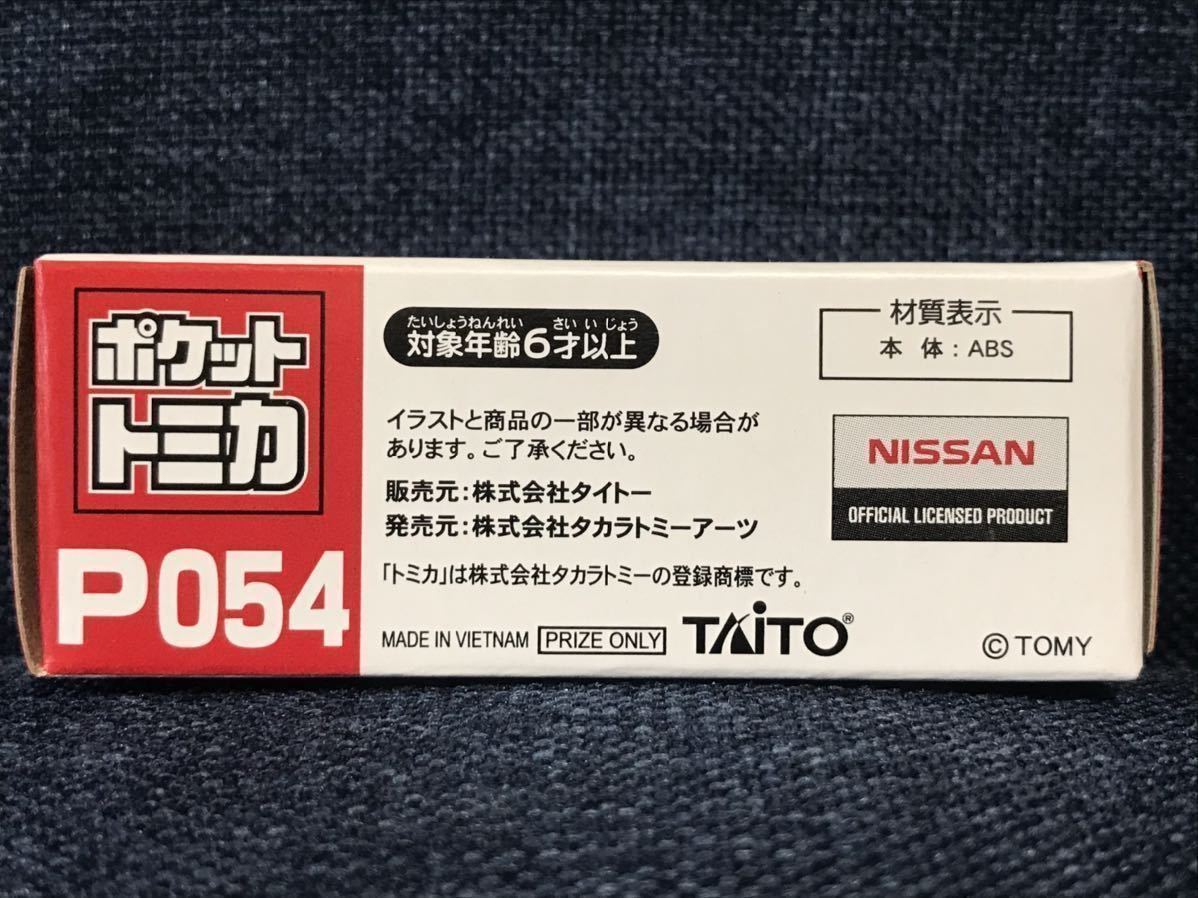 ポケット
トミカ
P054
たいしょうねんれい さい い じょう
対象年齢6才以上
イラストと商品の一部が異なる場合が
あります。ご了承ください。
販売元:株式会社タイトー
発売元:株式会社タカラトミーアーツ
「トミカ」は株式会社タカラトミーの登録商標です。
MADE IN VIETNAM PRIZE ONLY TAITO®
材質表示
本 体 : ABS
NISSAN
OFFICIAL LICENSED PRODUCT
© TOMY